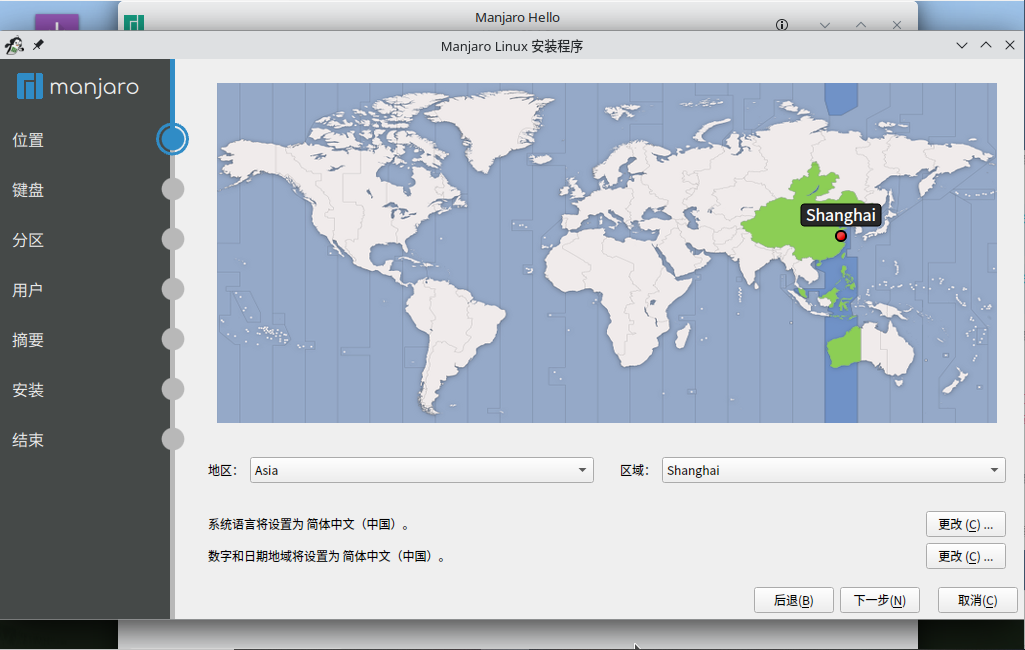 Manjaro Hello
Manjaro Linux 安装程序
manjaro
位置
键盘
分区
用户
摘要
安装
结束
Shanghai
地区： Asia 区域： Shanghai
系统语言将设置为 简体中文（中国）。 更改 (C) ...
数字和日期地域将设置为 简体中文（中国）。 更改 (C) ...
后退(B) 下一步(N) 取消(C)